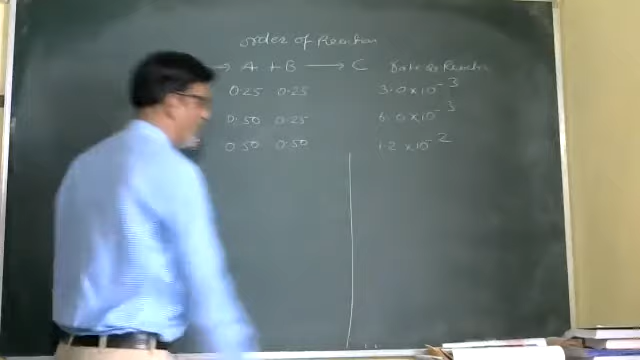 order of Reaction
→ A + B ⟶ C Rate of Reaction
0.25 0.25 3.0 × 10⁻³
0.50 0.25 6.0 × 10⁻³
0.50 0.50 1.2 × 10⁻²